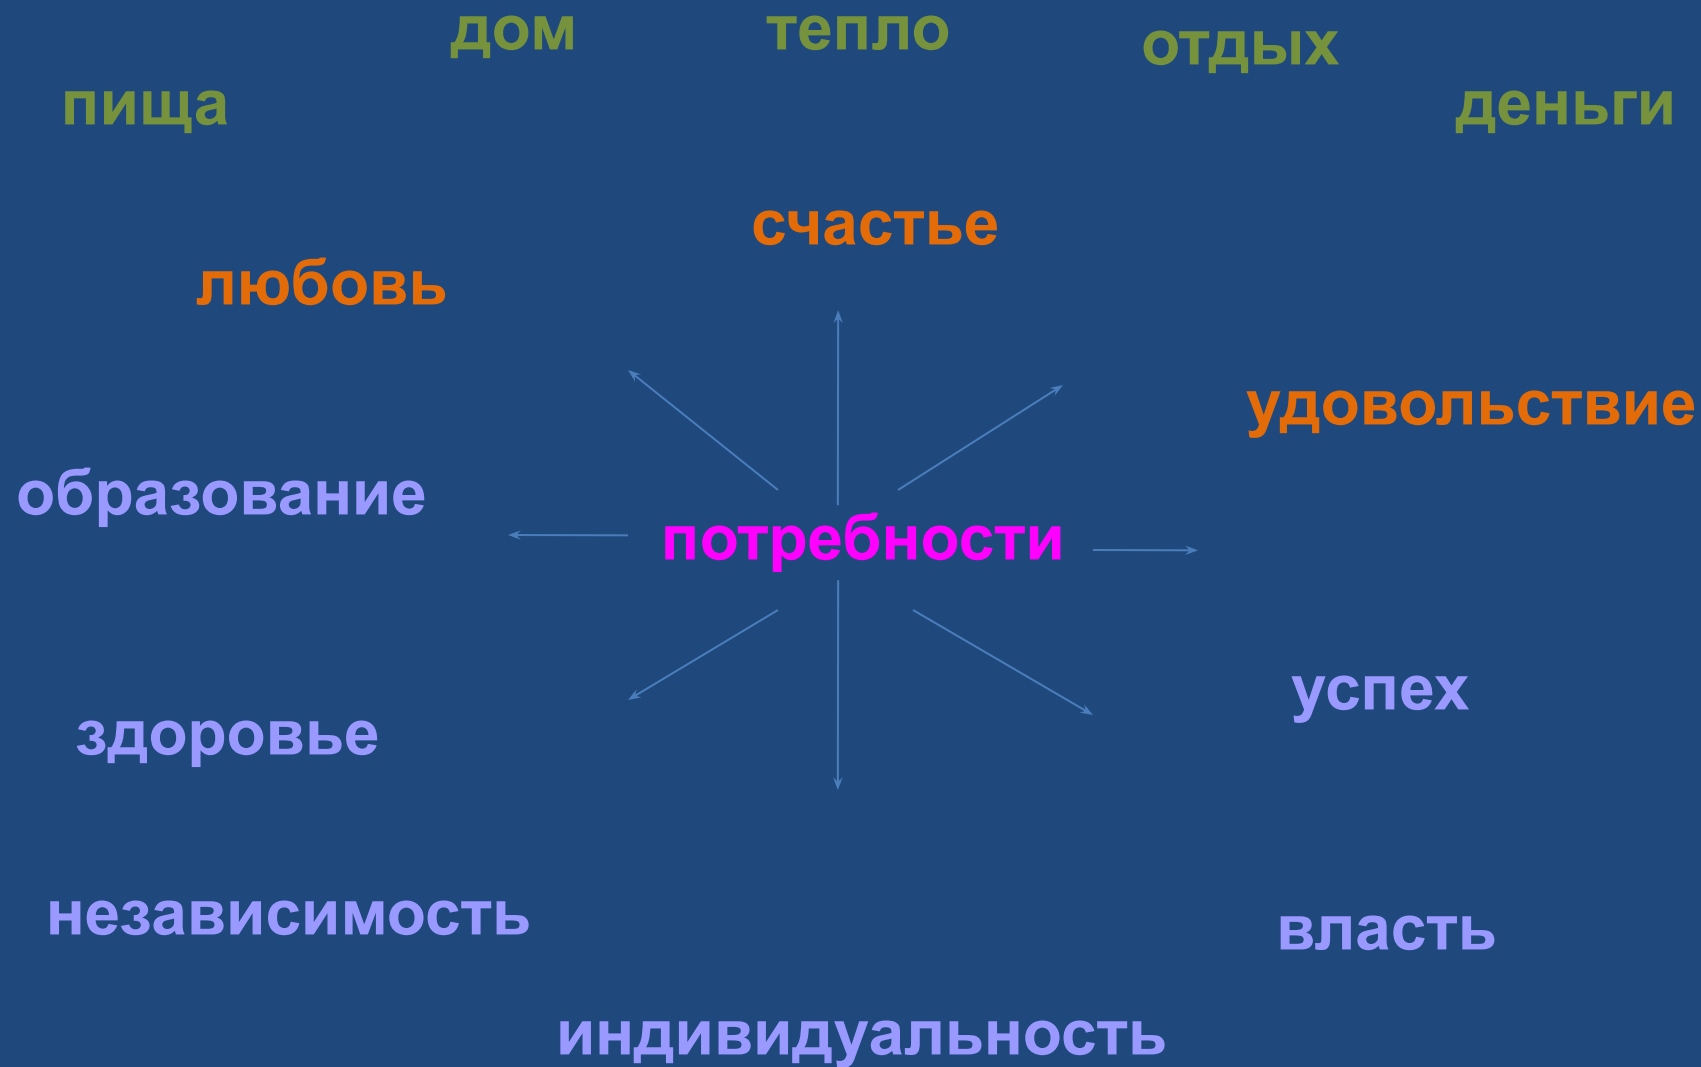 дом
тепло
отдых
пища
деньги
счастье
любовь
удовольствие
образование
потребности
успех
здоровье
независимость
власть
индивидуальность